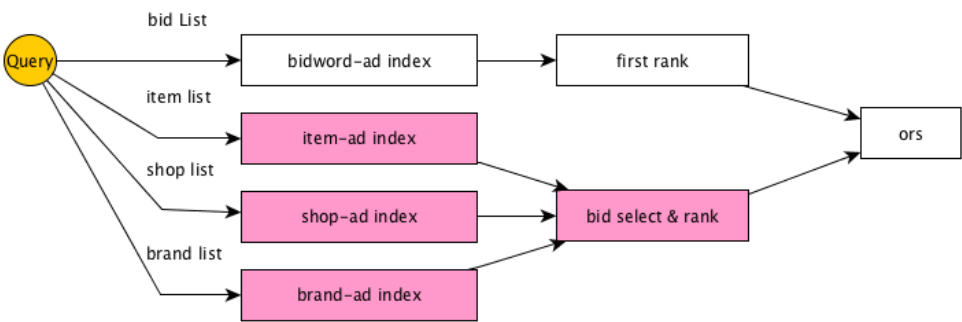 bid List
Query
bidword-ad index
first rank
item list
item-ad index
ors
shop list
shop-ad index
bid select & rank
brand list
brand-ad index